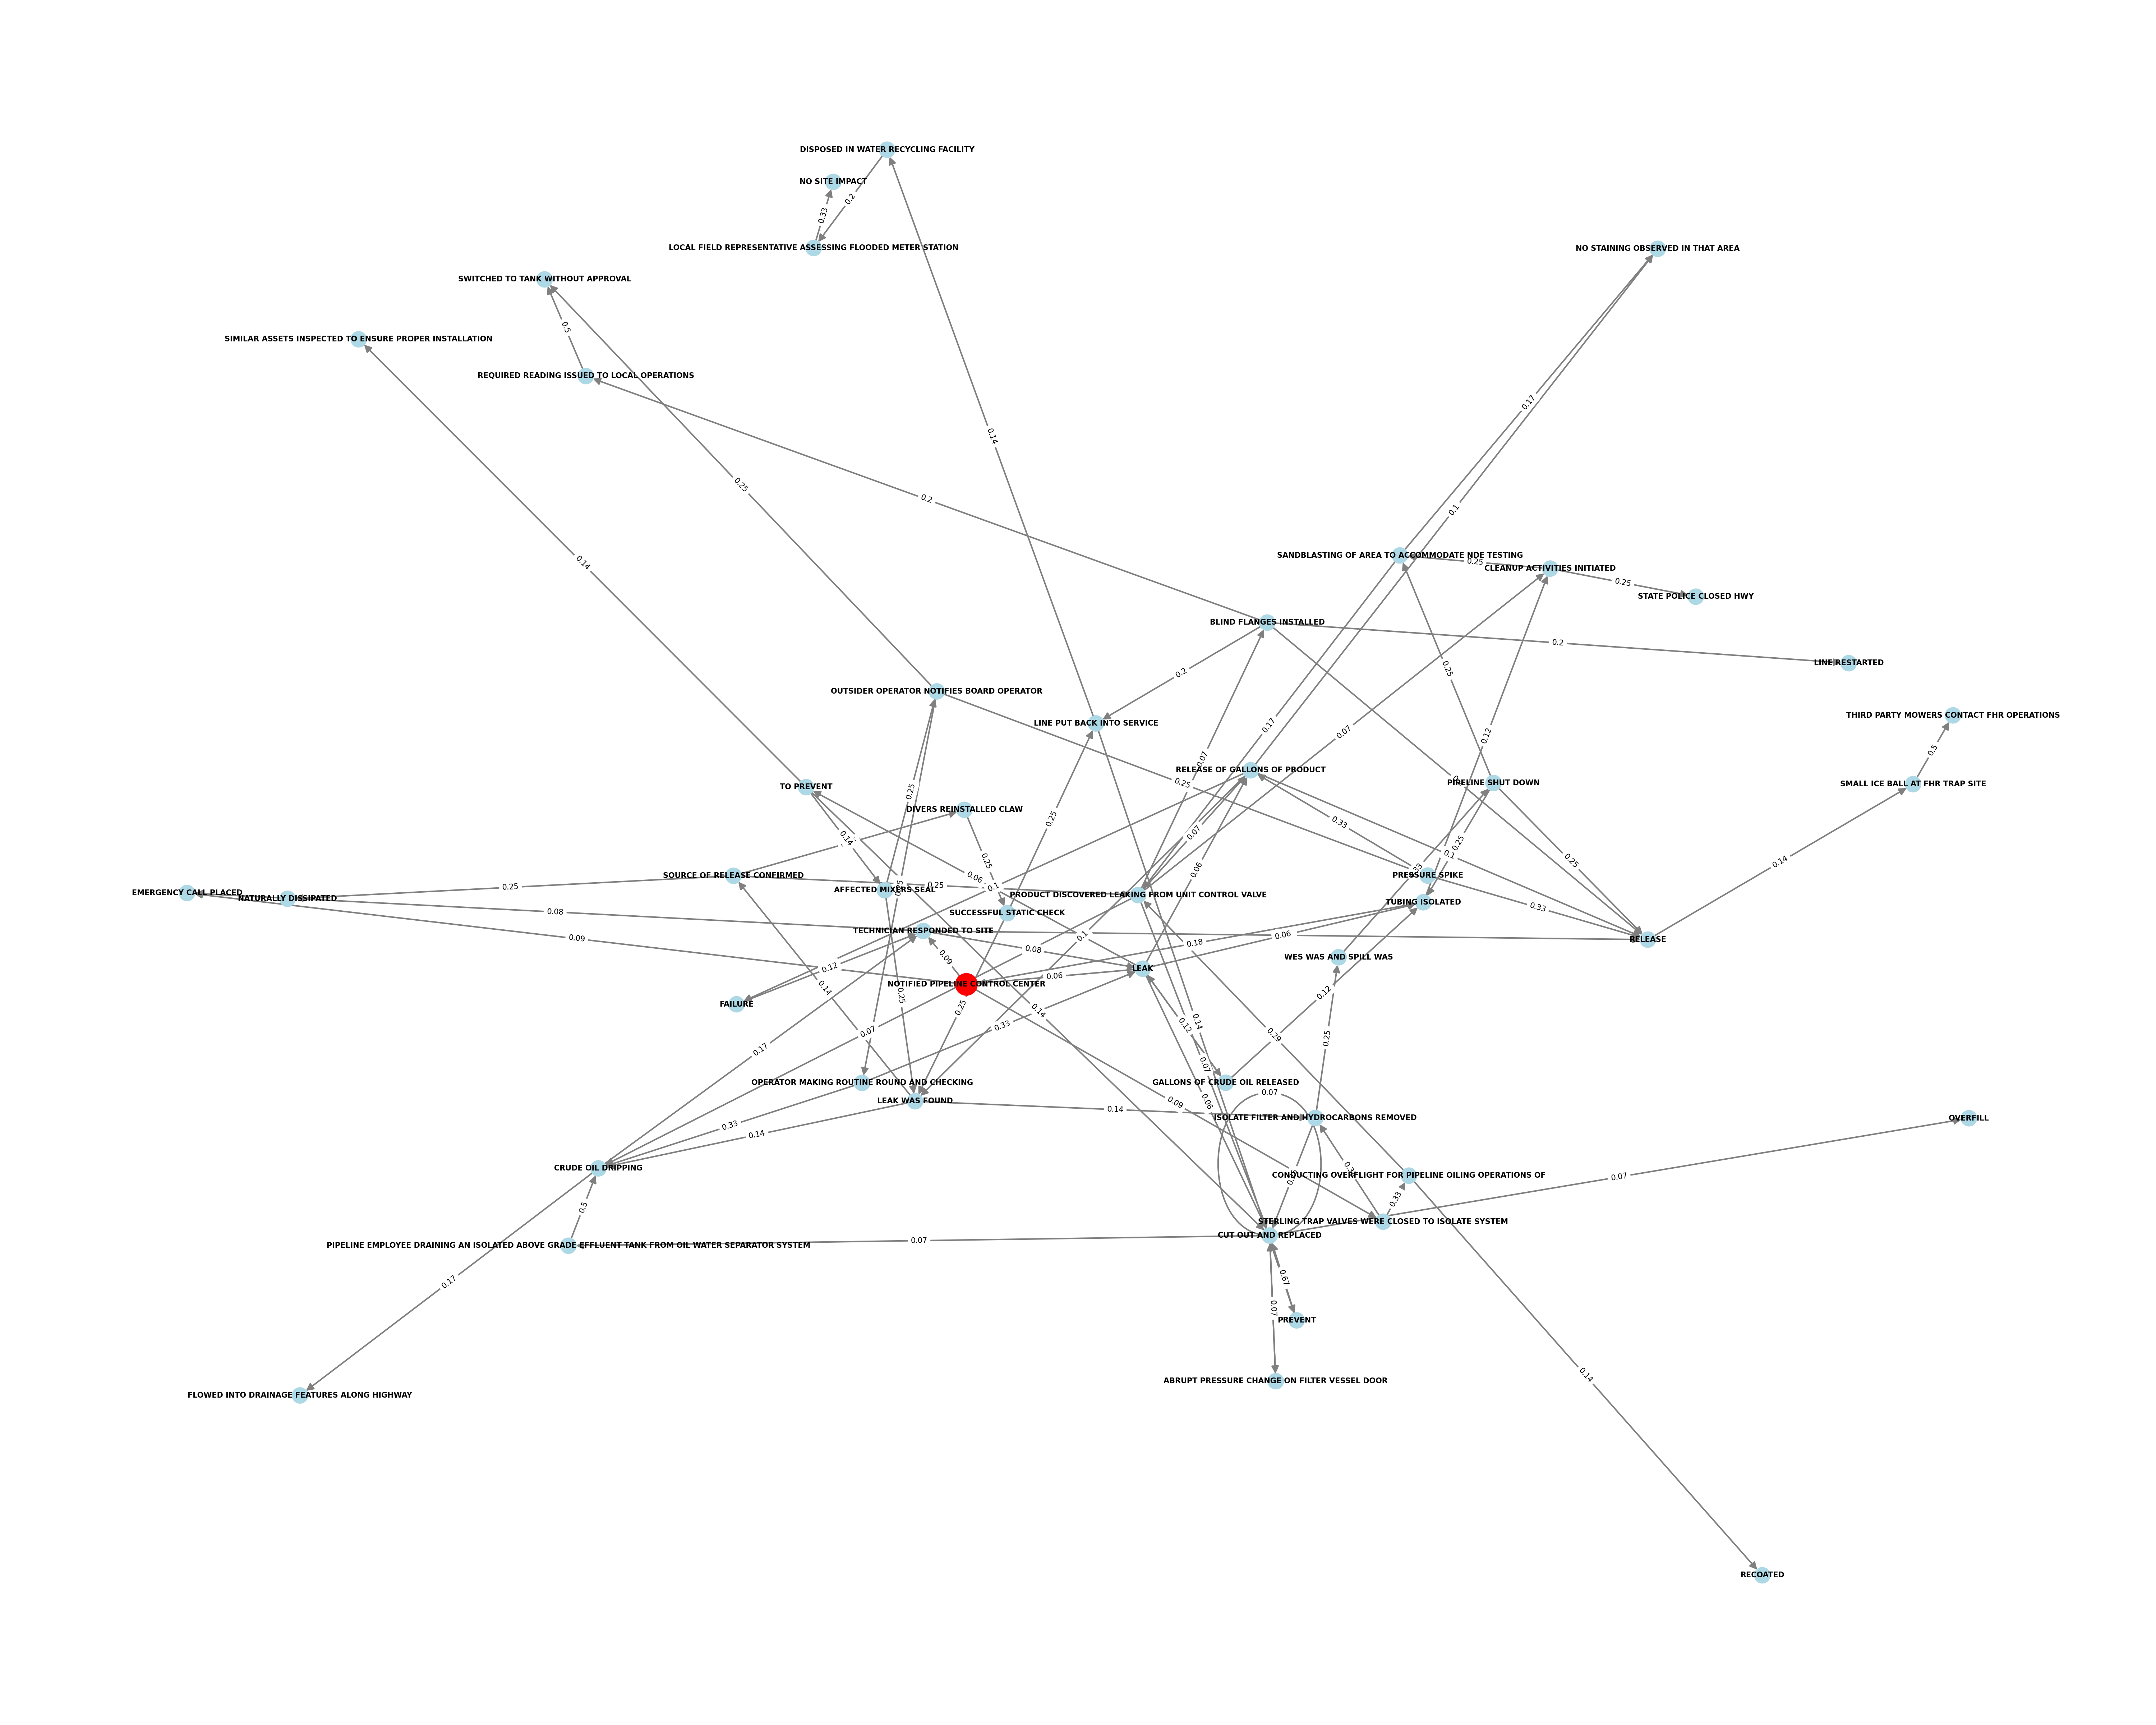 DISPOSED IN WATER RECYCLING FACILITY
NO SITE IMPACT
0.2
0.33
LOCAL FIELD REPRESENTATIVE ASSESSING FLOODED METER STATION
NO STAINING OBSERVED IN THAT AREA
SWITCHED TO TANK WITHOUT APPROVAL
0.5
SIMILAR ASSETS INSPECTED TO ENSURE PROPER INSTALLATION
REQUIRED READING ISSUED TO LOCAL OPERATIONS
0.17
0.14
0.25
0.2
0.1
SANDBLASTING OF AREA TO ACCOMMODATE NDE TESTING
0.25
CLEANUP ACTIVITIES INITIATED
0.14
0.25
STATE POLICE CLOSED HWY
BLIND FLANGES INSTALLED
0.2
LINE RESTARTED
0.25
0.2
OUTSIDER OPERATOR NOTIFIES BOARD OPERATOR
THIRD PARTY MOWERS CONTACT FHR OPERATIONS
LINE PUT BACK INTO SERVICE
0.17
0.07
0.12
0.5
0.07
RELEASE OF GALLONS OF PRODUCT
0.25
PIPELINE SHUT DOWN
SMALL ICE BALL AT FHR TRAP SITE
TO PREVENT
0.25
DIVERS REINSTALLED CLAW
0.25
0.33
0.07
0.14
0.25
0.1
0.25
0.25
0.14
0.06
0.06
SOURCE OF RELEASE CONFIRMED
PRESSURE SPIKE
0.25
0.25
0.1
AFFECTED MIXERS SEAL
EMERGENCY CALL PLACED
PRODUCT DISCOVERED LEAKING FROM UNIT CONTROL VALVE
NATURALLY DISSIPATED
TUBING ISOLATED
0.33
0.08
SUCCESSFUL STATIC CHECK
TECHNICIAN RESPONDED TO SITE
0.1
0.06
0.09
RELEASE
0.18
0.08
0.09
WES WAS AND SPILL WAS
0.12
LEAK
0.06
NOTIFIED PIPELINE CONTROL CENTER
0.14
0.25
0.12
0.25
FAILURE
0.25
0.14
0.14
0.12
0.33
0.07
0.29
0.25
0.17
0.07
OPERATOR MAKING ROUTINE ROUND AND CHECKING
GALLONS OF CRUDE OIL RELEASED
0.07
LEAK WAS FOUND
0.06
0.09
0.14
ISOLATE FILTER AND HYDROCARBONS REMOVED
OVERFILL
0.33
0.14
CRUDE OIL DRIPPING
CONDUCTING OVERFLIGHT FOR PIPELINE OILING OPERATIONS OF
0.07
0.33
0.5
STERLING TRAP VALVES WERE CLOSED TO ISOLATE SYSTEM
CUT OUT AND REPLACED
0.07
PIPELINE EMPLOYEE DRAINING AN ISOLATED ABOVE GRADE EFFLUENT TANK FROM OIL WATER SEPARATOR SYSTEM
0.67
0.17
0.07
PREVENT
0.14
ABRUPT PRESSURE CHANGE ON FILTER VESSEL DOOR
FLOWED INTO DRAINAGE FEATURES ALONG HIGHWAY
RECOATED